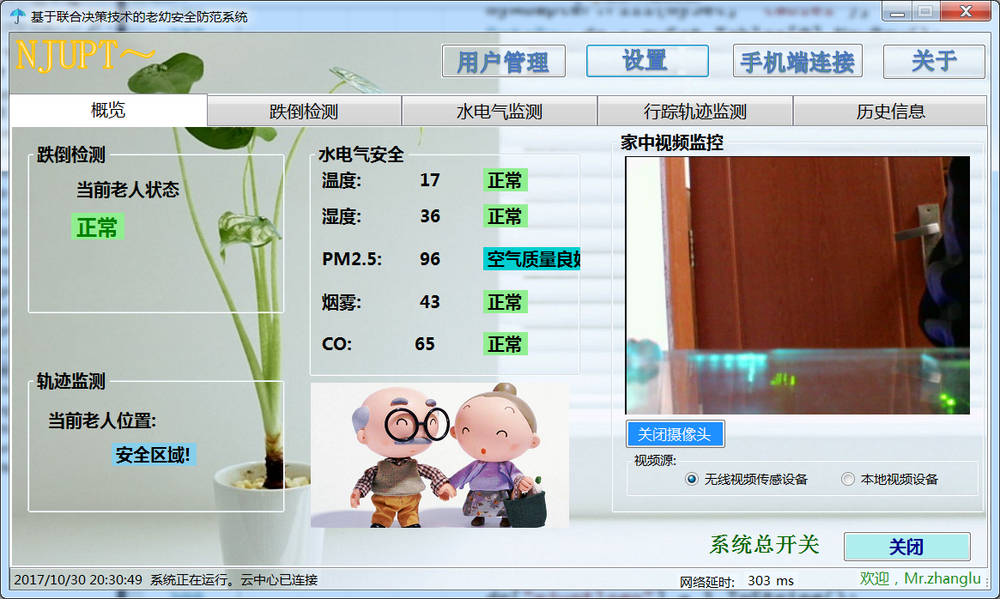 基于联合决策技术的老幼安全防范系统
NJUPT～
用户管理 设置 手机端连接 关于
概览 跌倒检测 水电气监测 行踪轨迹监测 历史信息
跌倒检测
当前老人状态
正常
轨迹监测
当前老人位置:
安全区域!
水电气安全
温度: 17 正常
湿度: 36 正常
PM2.5: 96 空气质量良好
烟雾: 43 正常
CO: 65 正常
家中视频监控
关闭摄像头
视频源:
无线视频传感设备 本地视频设备
系统总开关 关闭
2017/10/30 20:30:49 系统正在运行。云中心已连接 网络延时: 303 ms 欢迎，Mr.zhanglu